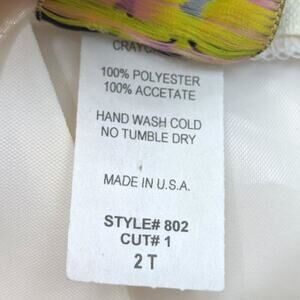 100% POLYESTER
100% ACCETATE
HAND WASH COLD
NO TUMBLE DRY
MADE IN U.S.A.
STYLE# 802
CUT# 1
2 T